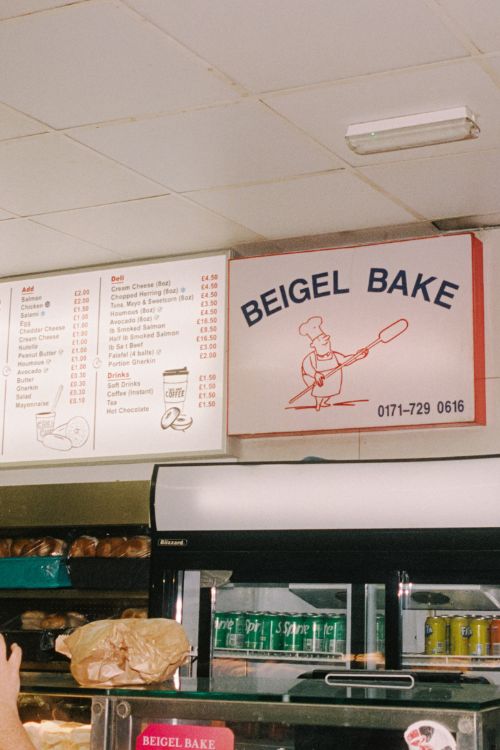 Add
Salmon £2.00
Chicken £2.00
Salami £1.50
Egg £1.00
Cheddar Cheese £1.00
Cream Cheese £1.00
Nutella £1.00
Peanut Butter £1.00
Houmous £1.00
Avocado £1.00
Butter £0.30
Gherkin £0.30
Salad £0.30
Mayonnaise £0.10
Deli
Cream Cheese (8oz) £4.50
Chopped Herring (8oz) £4.50
Tuna, Mayo & Sweetcorn (8oz) £4.50
Houmous (8oz) £3.50
Avocado (8oz) £4.50
lb Smoked Salmon £16.50
Half lb Smoked Salmon £8.50
lb Salt Beef £16.50
Falafel (4 balls) £3.00
Portion Gherkin £2.00
Drinks
Soft Drinks £1.50
Coffee (Instant) £1.50
Tea £1.50
Hot Chocolate £1.50
COFFEE
BEIGEL BAKE
0171–729 0616
Blizzard
Sprite
BEIGEL BAKE